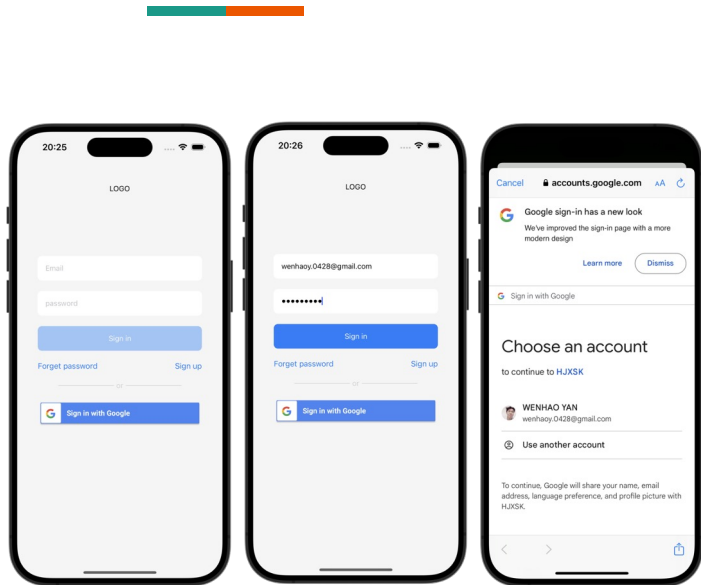 20:25
LOGO
Email
password
Sign in
Forget password
Sign up
or
Sign in with Google
20:26
LOGO
wenhaoy.0428@gmail.com
•••••••••
Sign in
Forget password
Sign up
or
Sign in with Google
Cancel
accounts.google.com
AA
Google sign-in has a new look
We've improved the sign-in page with a more
modern design
Learn more
Dismiss
Sign in with Google
Choose an account
to continue to HJXSK
WENHAO YAN
wenhaoy.0428@gmail.com
Use another account
To continue, Google will share your name, email
address, language preference, and profile picture with
HJXSK.